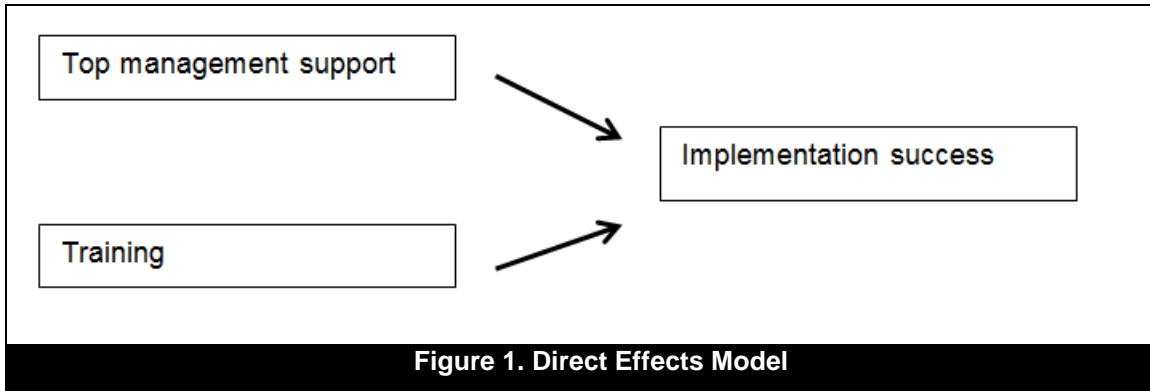 Top management support
Implementation success
Training
Figure 1. Direct Effects Model